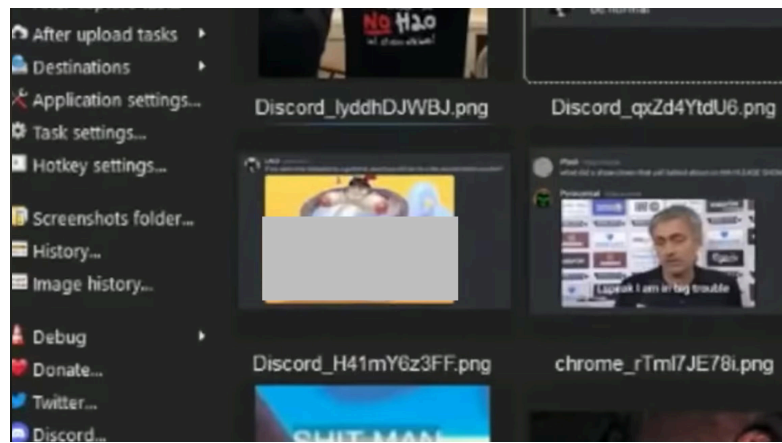 After upload tasks
Destinations
Application settings...
Task settings...
Hotkey settings...
Screenshots folder...
History...
Image history...
Debug
Donate...
Twitter...
Discord...
NO H2O
Discord_lyddhDJWBJ.png
Discord_qxZd4YtdU6.png
I speak I am in big trouble
Discord_H41mY6z3FF.png
chrome_rTmI7JE78i.png
SHIT MAN